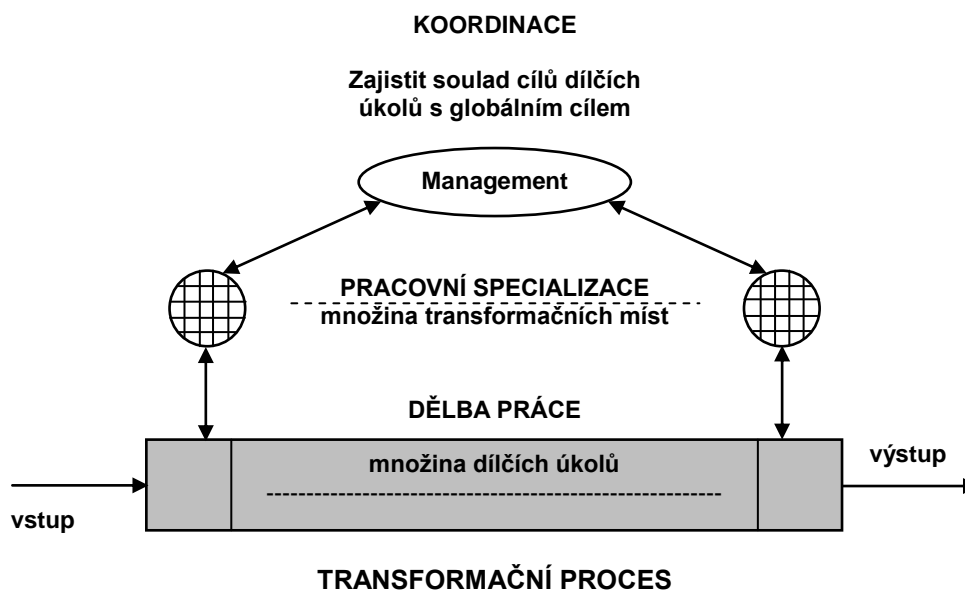 KOORDINACE
Zajistit soulad cílů dílčích
úkolů s globálním cílem
Management
PRACOVNÍ SPECIALIZACE
množina transformačních míst
DĚLBA PRÁCE
množina dílčích úkolů
výstup
vstup
TRANSFORMAČNÍ PROCES